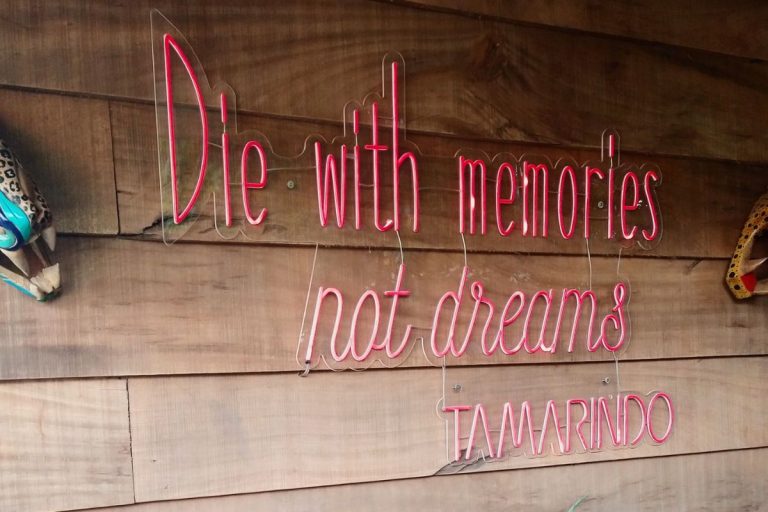 Die with memories
not dreams
TAMARINDO